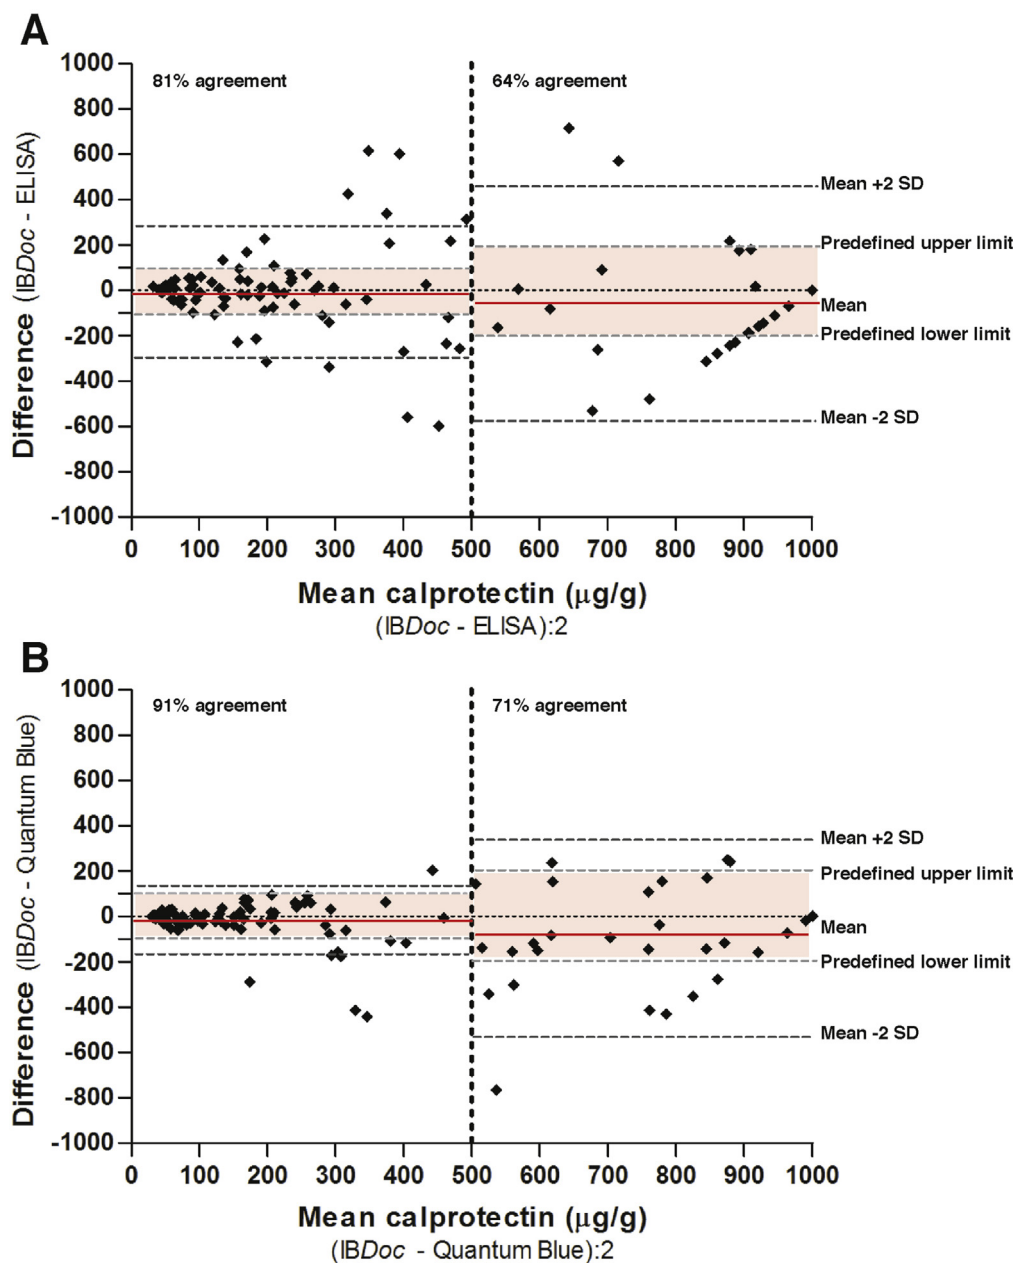 A
1000
81% agreement
64% agreement
800
600
400
Mean +2 SD
200
Predefined upper limit
0
Mean
-200
Predefined lower limit
-400
Mean -2 SD
-600
-800
-1000
Difference (IBDoc - ELISA)
0 100 200 300 400 500 600 700 800 900 1000
Mean calprotectin (μg/g)
(IBDoc - ELISA):2
B
1000
91% agreement
71% agreement
800
600
400
Mean +2 SD
200
Predefined upper limit
0
Mean
-200
Predefined lower limit
-400
Mean -2 SD
-600
-800
-1000
Difference (IBDoc - Quantum Blue)
0 100 200 300 400 500 600 700 800 900 1000
Mean calprotectin (μg/g)
(IBDoc - Quantum Blue):2